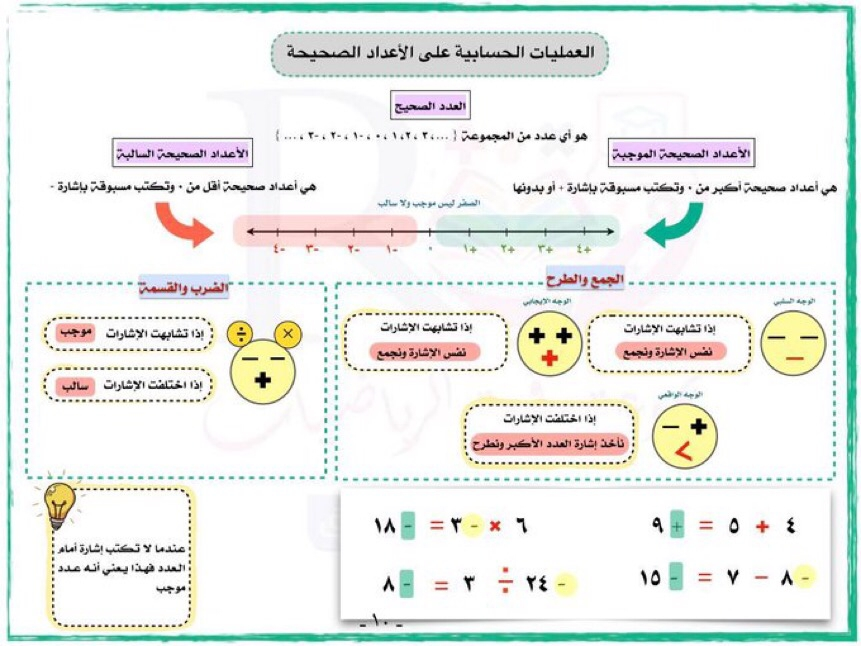 العمليات الحسابية على الأعداد الصحيحة
العدد الصحيح
هو أي عدد من المجموعة { ...، ٣، ٢، ١، ٠، -١، -٢، -٣، ... }
الأعداد الصحيحة الموجبة
هي أعداد صحيحة أكبر من ٠ وتكتب مسبوقة بإشارة + أو بدونها
الأعداد الصحيحة السالبة
هي أعداد صحيحة أقل من ٠ وتكتب مسبوقة بإشارة -
الصفر ليس موجب ولا سالب
-٤ -٣ -٢ -١ ٠ +١ +٢ +٣ +٤
الجمع والطرح
الوجه السلبي
إذا تشابهت الإشارات
نفس الإشارة ونجمع
الوجه الايجابي
إذا تشابهت الإشارات
نفس الإشارة ونجمع
الوجه الواقعي
إذا اختلفت الإشارات
نأخذ إشارة العدد الأكبر ونطرح
الضرب والقسمة
÷ ×
إذا تشابهت الإشارات موجب
إذا اختلفت الإشارات سالب
٤ + ٥ = + ٩
- ٨ - ٧ = - ١٥
٦ × - ٣ = - ١٨
- ٢٤ ÷ ٣ = - ٨
عندما لا تكتب إشارة أمام
العدد فهذا يعني أنه عدد
موجب
- ١٠ -